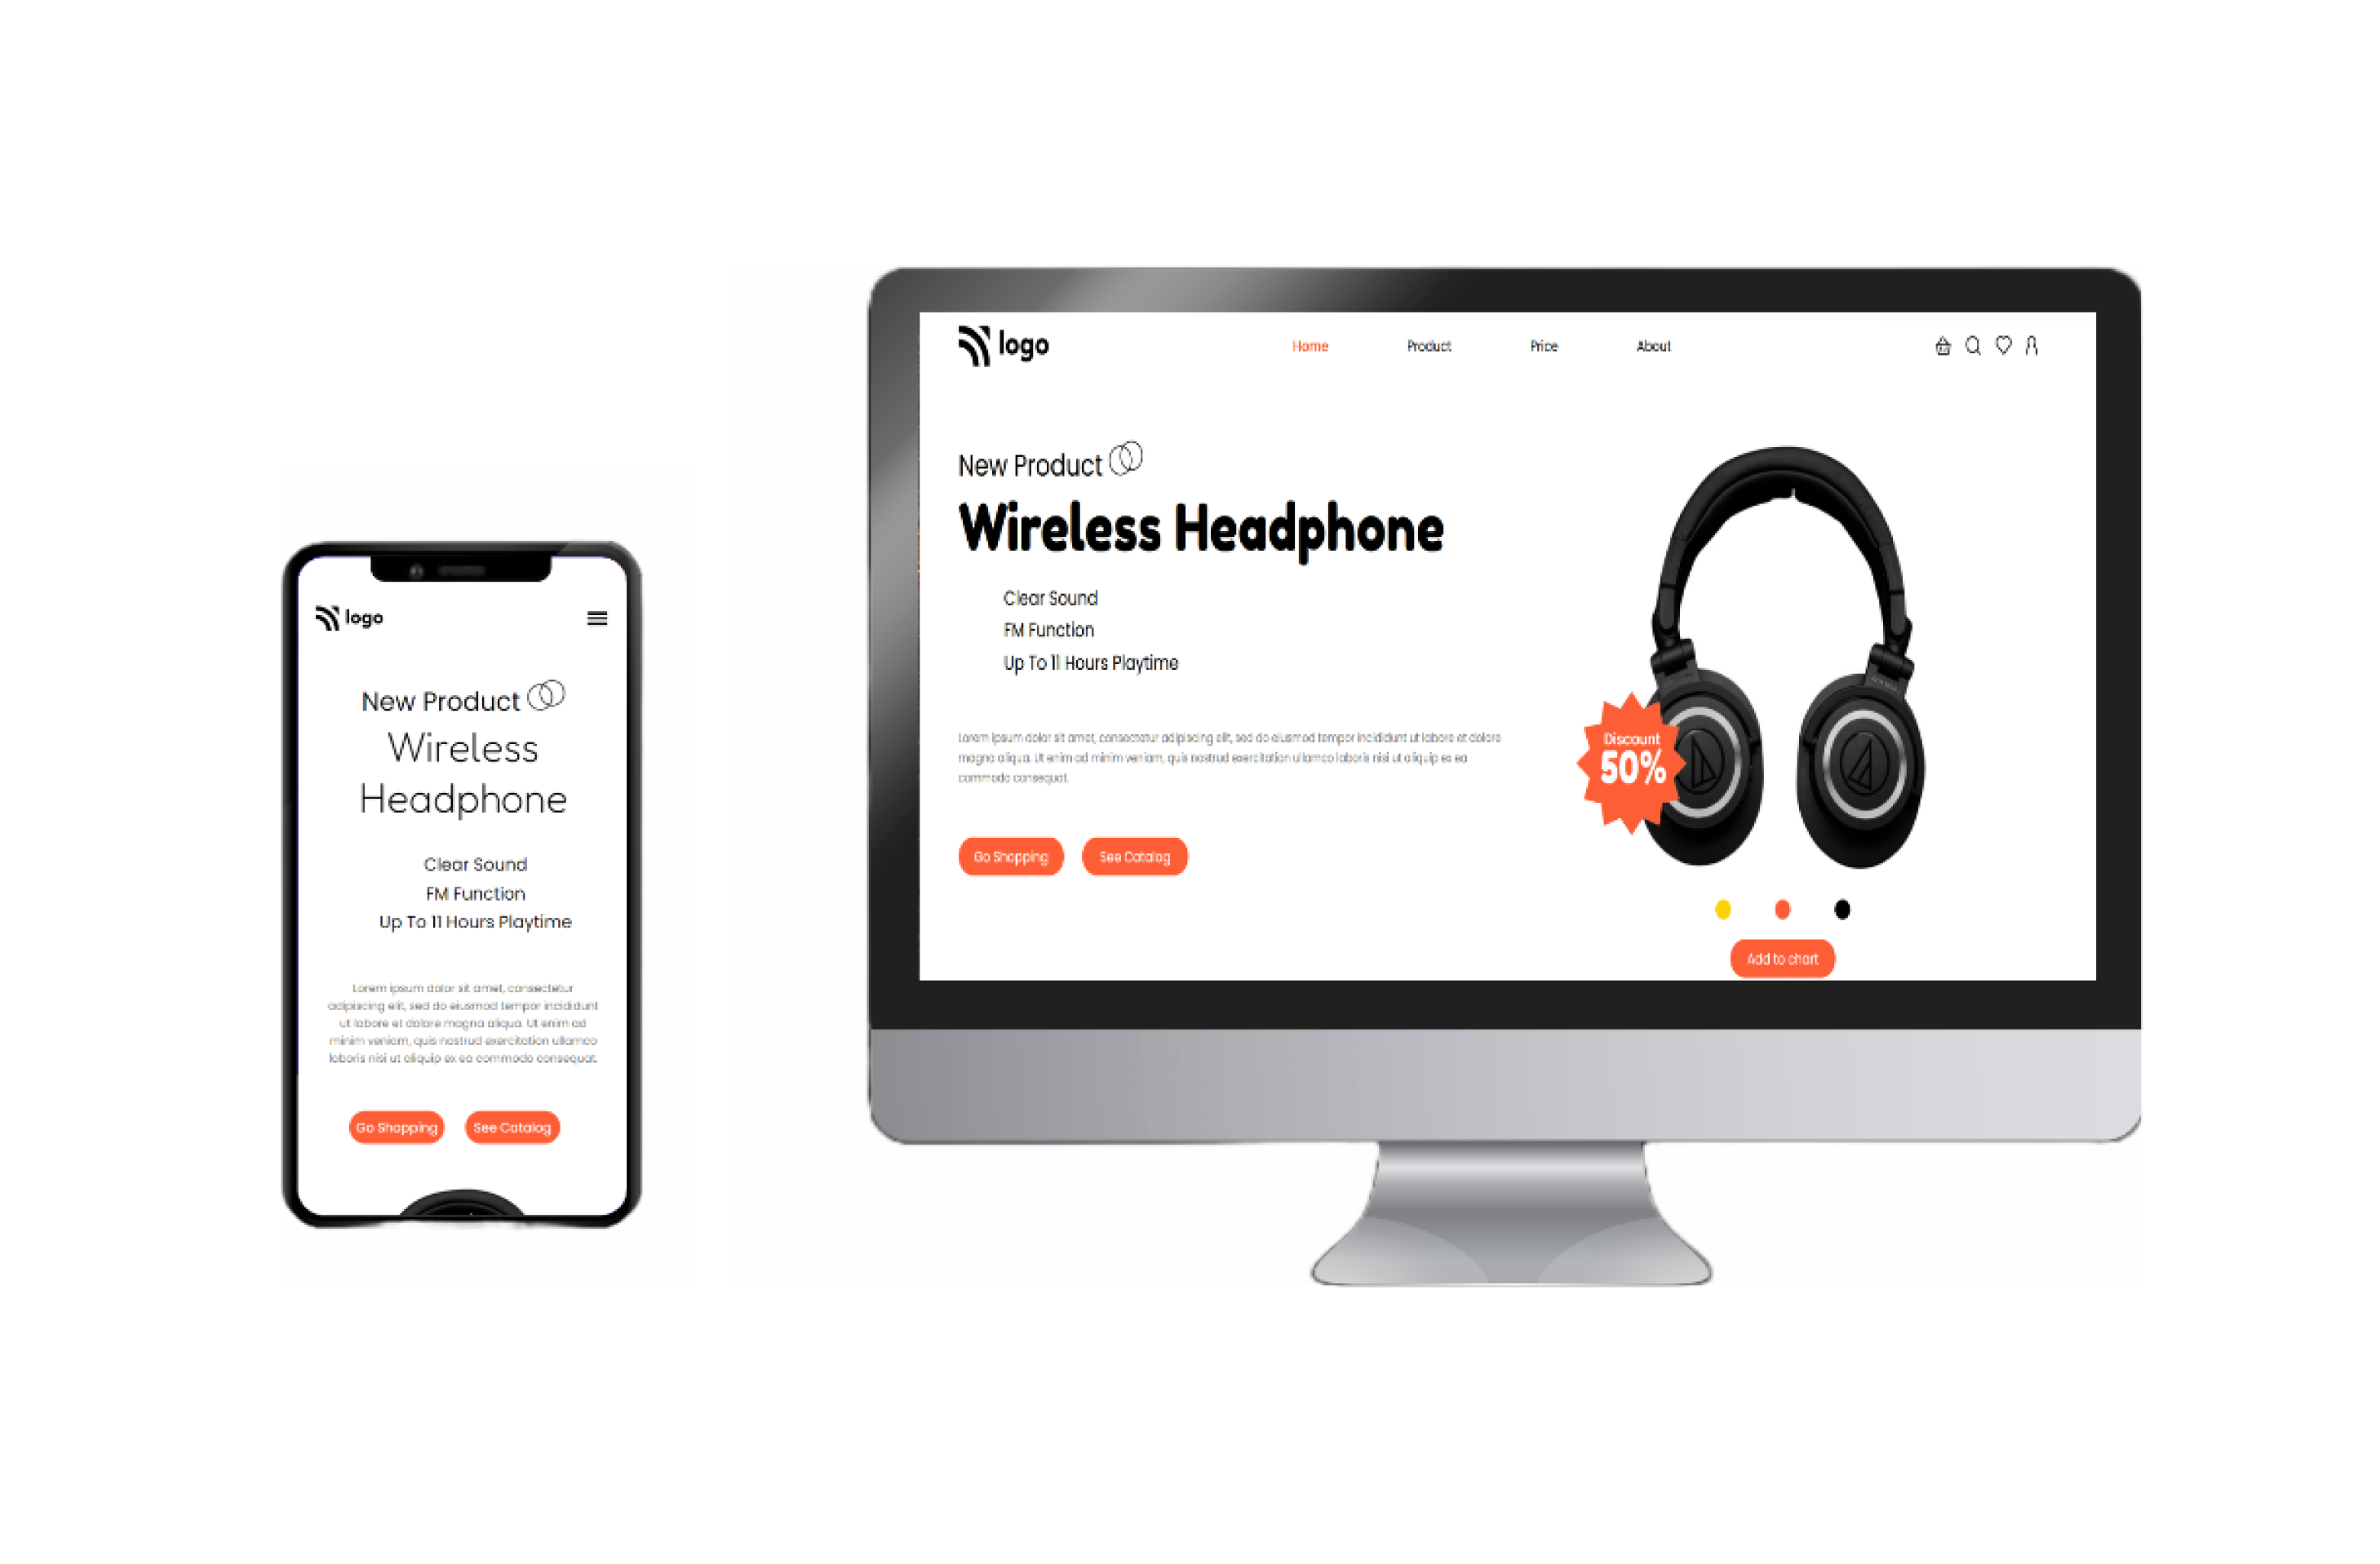 logo
New Product
Wireless
Headphone
Clear Sound
FM Function
Up To 11 Hours Playtime
Lorem ipsum dolor sit amet, consectetur
adipiscing elit, sed do eiusmod tempor incididunt
ut labore et dolore magna aliqua. Ut enim ad
minim veniam, quis nostrud exercitation ullamco
laboris nisi ut aliquip ex ea commodo consequat.
Go Shopping
See Catalog
logo
Home
Product
Price
About
New Product
Wireless Headphone
Clear Sound
FM Function
Up To 11 Hours Playtime
Lorem ipsum dolor sit amet, consectetur adipiscing elit, sed do eiusmod tempor incididunt ut labore et dolore
magna aliqua. Ut enim ad minim veniam, quis nostrud exercitation ullamco laboris nisi ut aliquip ex ea
commodo consequat.
Go Shopping
See Catalog
Discount
50%
Add to chart